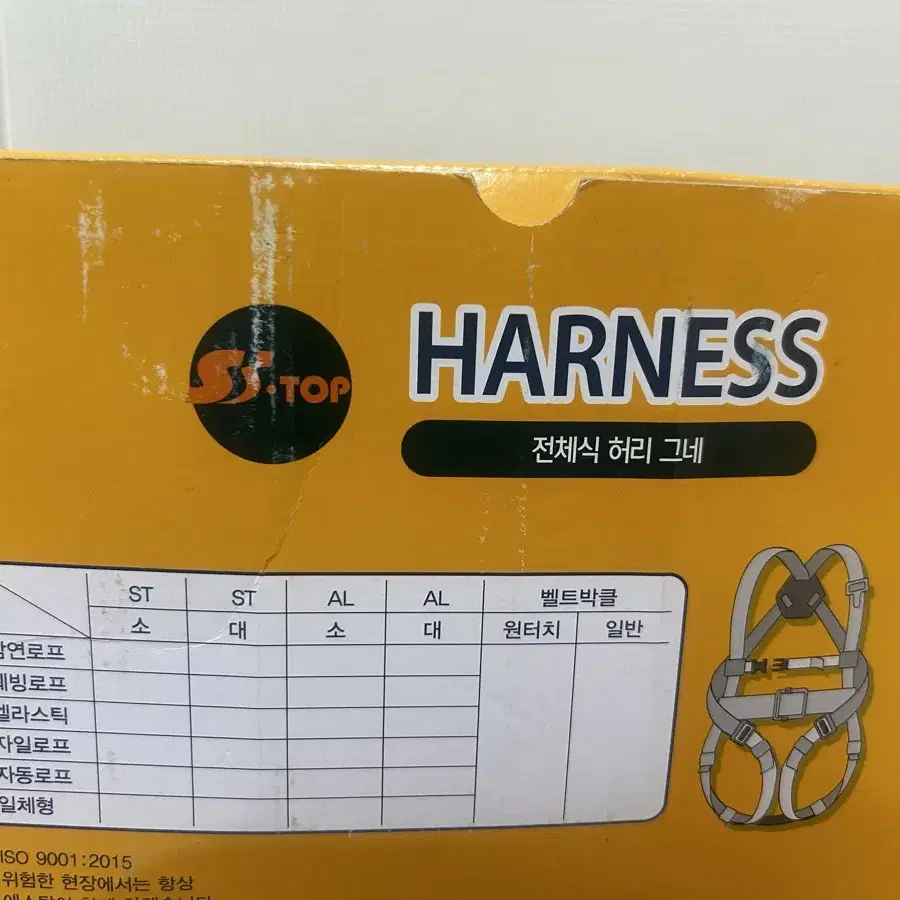 SS·TOP
HARNESS
전체식 허리 그네
ST ST AL AL 벨트박클
소 대 소 대 원터치 일반
연로프
빙로프
엘라스틱
자일로프
자동로프
일체형
ISO 9001:2015
위험한 현장에서는 항상